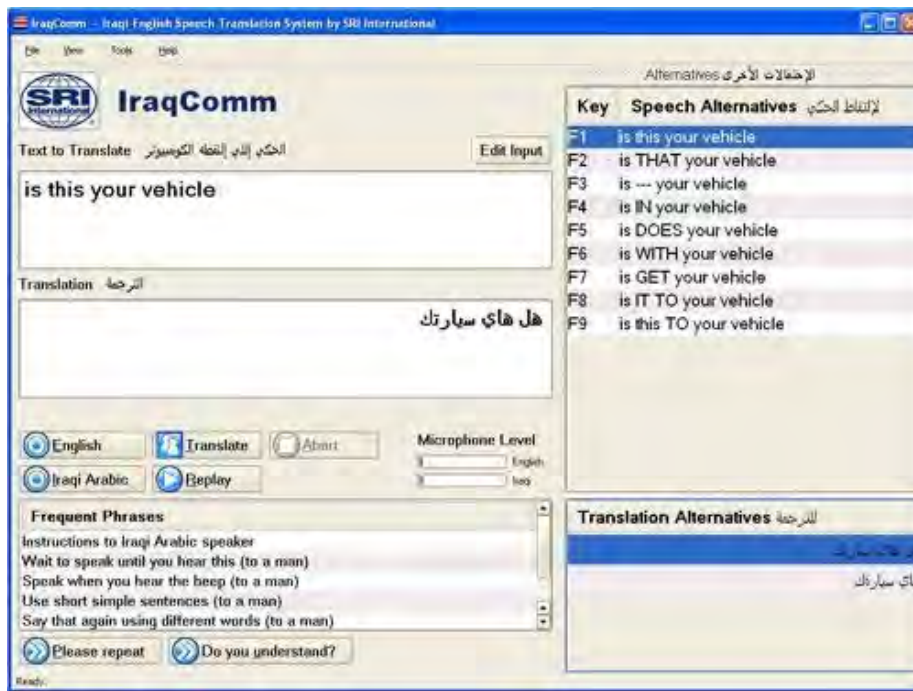 IraqComm - Iraqi-English Speech Translation System by SRI International
File View Tools Help
SRI International
IraqComm
Text to Translate
Edit Input
is this your vehicle
Translation الترجمة
هل هاي سيارتك
English Translate Abort
Iraqi Arabic Replay
Microphone Level
English
Iraqi
Frequent Phrases
Instructions to Iraqi Arabic speaker
Wait to speak until you hear this (to a man)
Speak when you hear the beep (to a man)
Use short simple sentences (to a man)
Say that again using different words (to a man)
Please repeat Do you understand?
Ready.
Alternatives
Key Speech Alternatives
F1 is this your vehicle
F2 is THAT your vehicle
F3 is --- your vehicle
F4 is IN your vehicle
F5 is DOES your vehicle
F6 is WITH your vehicle
F7 is GET your vehicle
F8 is IT TO your vehicle
F9 is this TO your vehicle
Translation Alternatives للترجمة
سيارتك